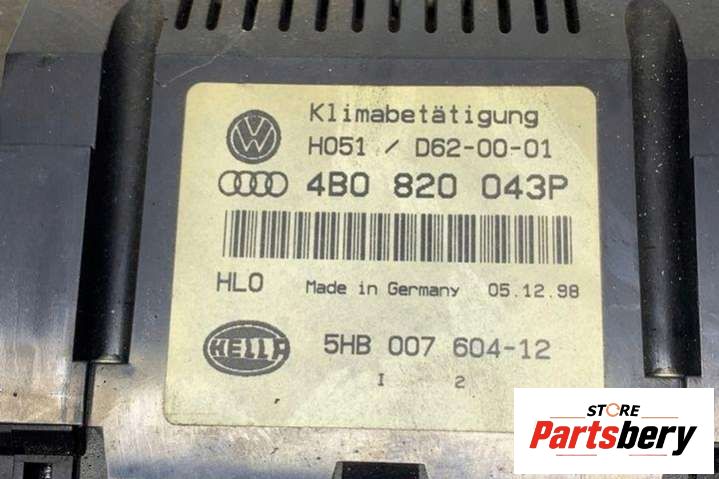 Klimabetätigung
H051 / D62-00-01
4B0 820 043P
HLO Made in Germany 05.12.98
HELLA 5HB 007 604-12
I 2
STORE
Partsbery